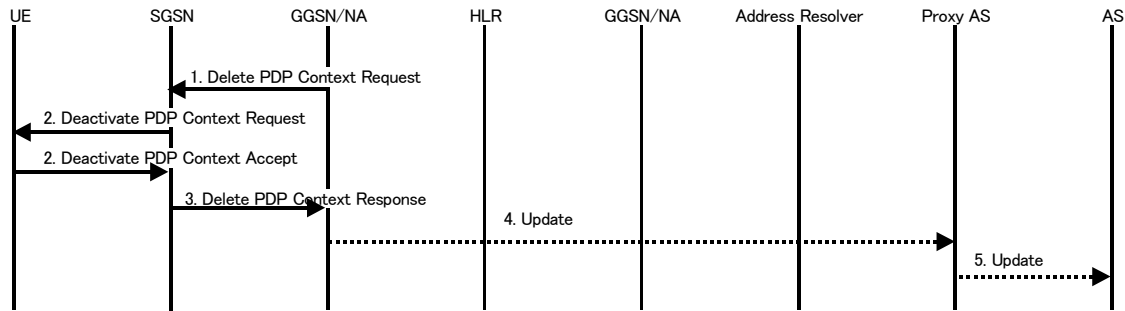 UE SGSN GGSN/NA HLR GGSN/NA Address Resolver Proxy AS AS
1. Delete PDP Context Request
2. Deactivate PDP Context Request
2. Deactivate PDP Context Accept
3. Delete PDP Context Response
4. Update
5. Update